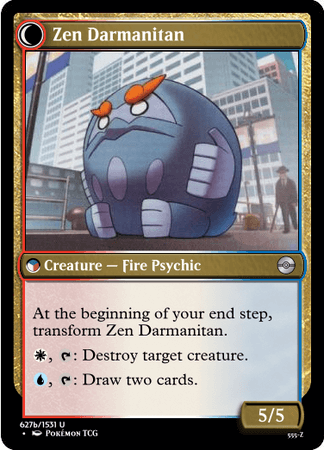 Zen Darmanitan
Creature — Fire Psychic
At the beginning of your end step,
transform Zen Darmanitan.
, : Destroy target creature.
, : Draw two cards.
5/5
627b/1531 U
• Pokémon TCG
555-Z